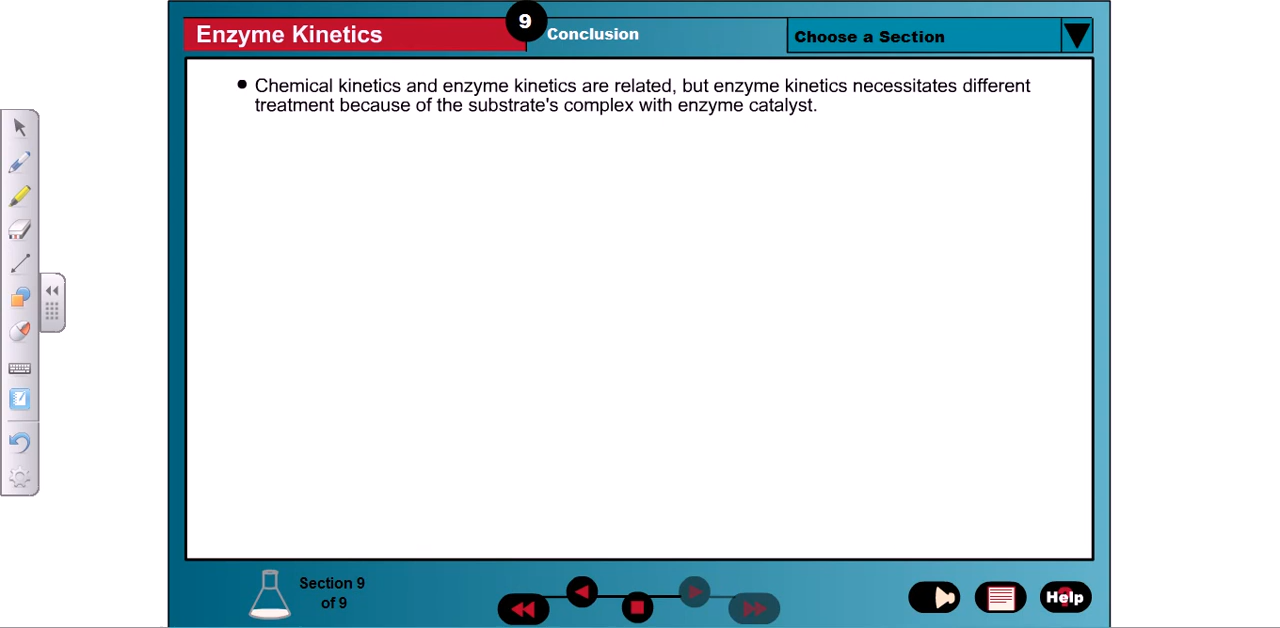 Enzyme Kinetics
9
Conclusion
Choose a Section
● Chemical kinetics and enzyme kinetics are related, but enzyme kinetics necessitates different
treatment because of the substrate's complex with enzyme catalyst.
Section 9
of 9
Help